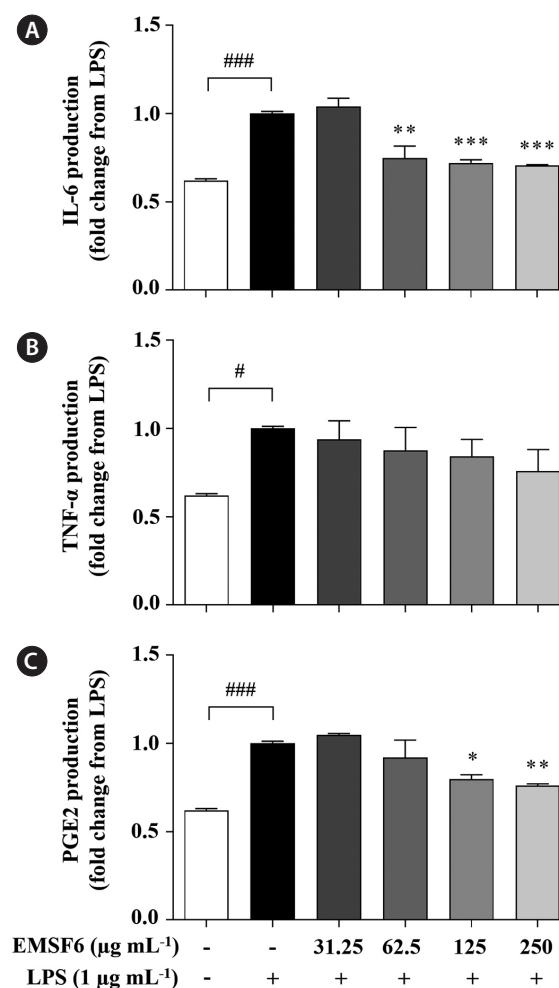 A
IL-6 production
(fold change from LPS)
1.5
1.0
0.5
0.0
###
**
***
***
B
TNF-α production
(fold change from LPS)
1.5
1.0
0.5
0.0
#
C
PGE2 production
(fold change from LPS)
1.5
1.0
0.5
0.0
###
*
**
EMSF6 (μg mL⁻¹) - - 31.25 62.5 125 250
LPS (1 μg mL⁻¹) - + + + + +